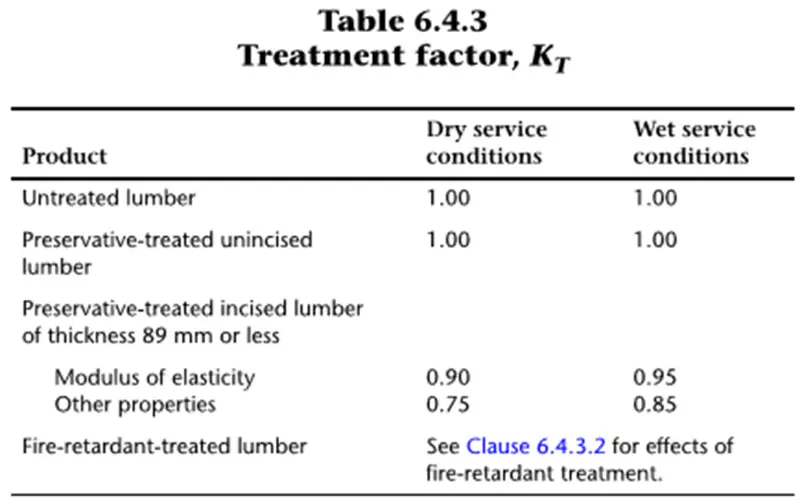 Table 6.4.3
Treatment factor, K_T
Product Dry service conditions Wet service conditions
Untreated lumber 1.00 1.00
Preservative-treated unincised lumber 1.00 1.00
Preservative-treated incised lumber
of thickness 89 mm or less
Modulus of elasticity 0.90 0.95
Other properties 0.75 0.85
Fire-retardant-treated lumber See Clause 6.4.3.2 for effects of
fire-retardant treatment.